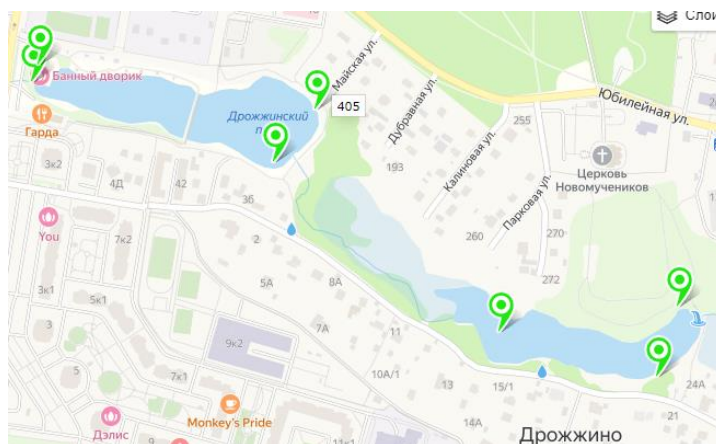 Слои
Банный дворик
Майская ул.
405
Дрожжинский
Гарда
Дубравная ул.
Юбилейная ул.
255
3к2
193
Калиновая ул.
Церковь
Новомучеников
4Д
42
3б
Парковая ул.
You
7к2
2
260
270
272
3к1
5к1
5А
8А
3
7А
11
9к2
5
7к1
10А/1
13
15/1
24А
Дэлис
Monkey's Pride
14А
21
Дрожжино